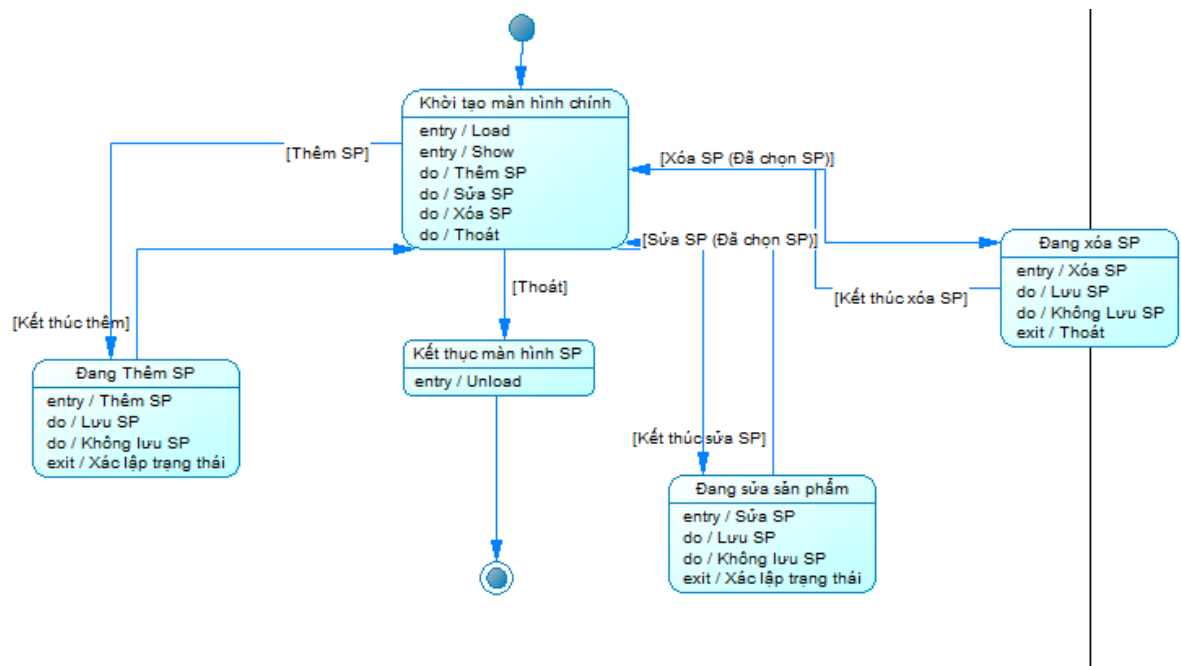 Khời tạo màn hình chính
entry / Load
entry / Show
do / Thêm SP
do / Sửa SP
do / Xóa SP
do / Thoát
[Thêm SP]
[Xóa SP (Đã chọn SP)]
[Sửa SP (Đã chọn SP)]
Đang xóa SP
entry / Xóa SP
do / Lưu SP
do / Không Lưu SP
exit / Thoát
[Thoát]
[Kết thúc xóa SP]
[Kết thúc thêm]
Kết thục màn hình SP
entry / Unload
Đang Thêm SP
entry / Thêm SP
do / Lưu SP
do / Không lưu SP
exit / Xác lập trạng thái
[Kết thúc sửa SP]
Đang sửa sản phẩm
entry / Sửa SP
do / Lưu SP
do / Không lưu SP
exit / Xác lập trạng thái